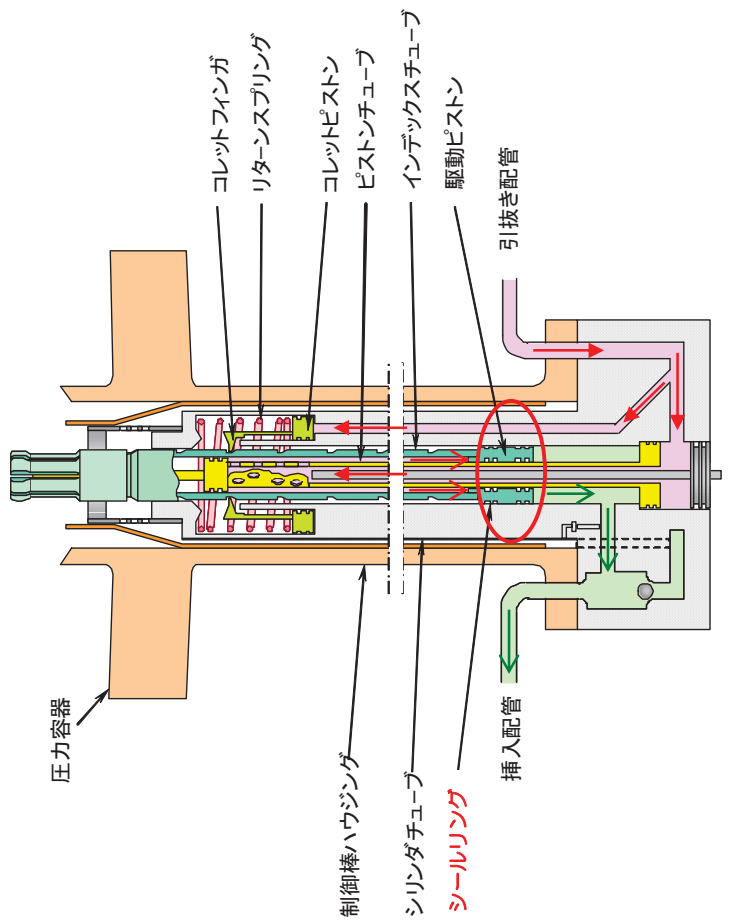 圧力容器
制御棒ハウジング
シリンダチューブ
シールリング
挿入配管
コレットフィンガ
リターンスプリング
コレットピストン
ピストンチューブ
インデックスチューブ
駆動ピストン
引抜き配管